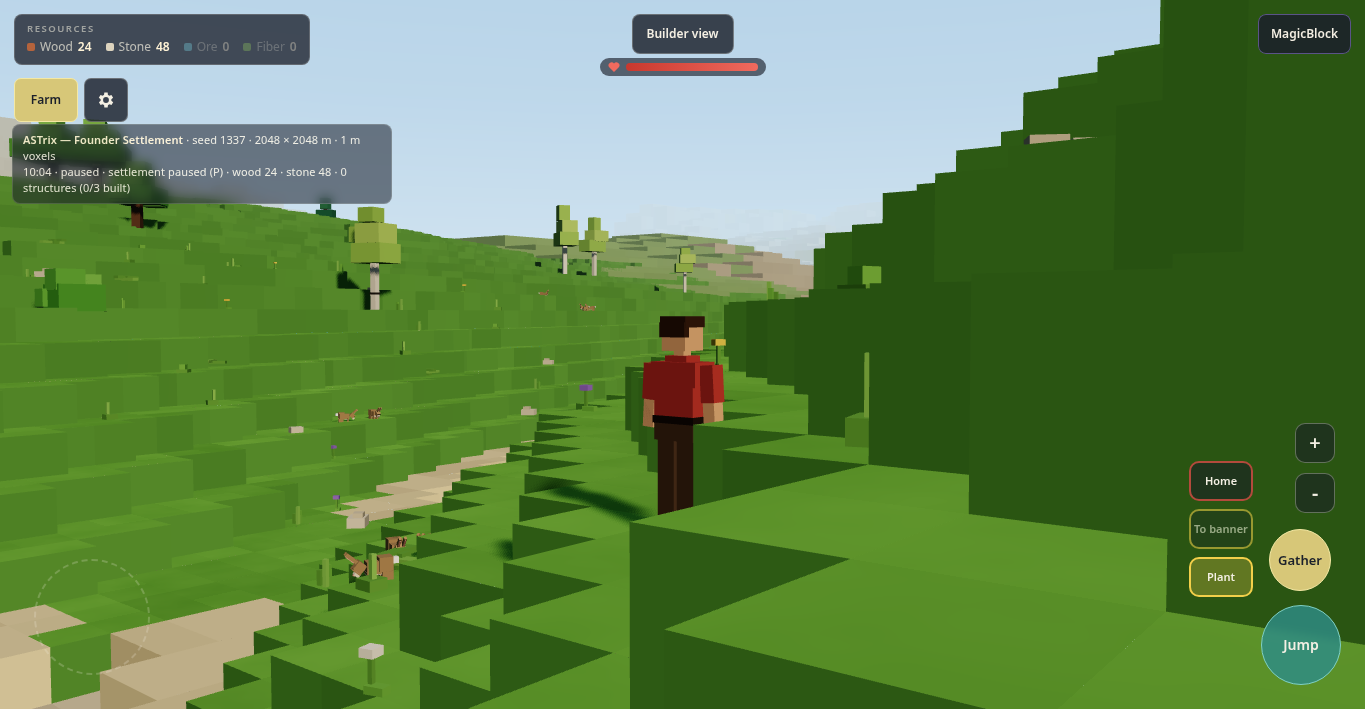 RESOURCES
Wood 24 Stone 48 Ore 0 Fiber 0
Builder view
MagicBlock
Farm
ASTrix — Founder Settlement · seed 1337 · 2048 × 2048 m · 1 m
voxels
10:04 · paused · settlement paused (P) · wood 24 · stone 48 · 0
structures (0/3 built)
+
Home
-
To banner
Gather
Plant
Jump